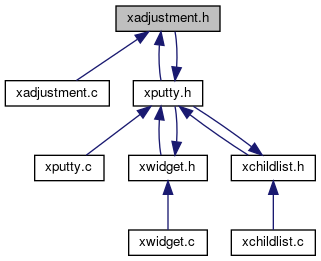 xadjustment.h
xadjustment.c
xputty.h
xputty.c
xwidget.h
xchildlist.h
xwidget.c
xchildlist.c